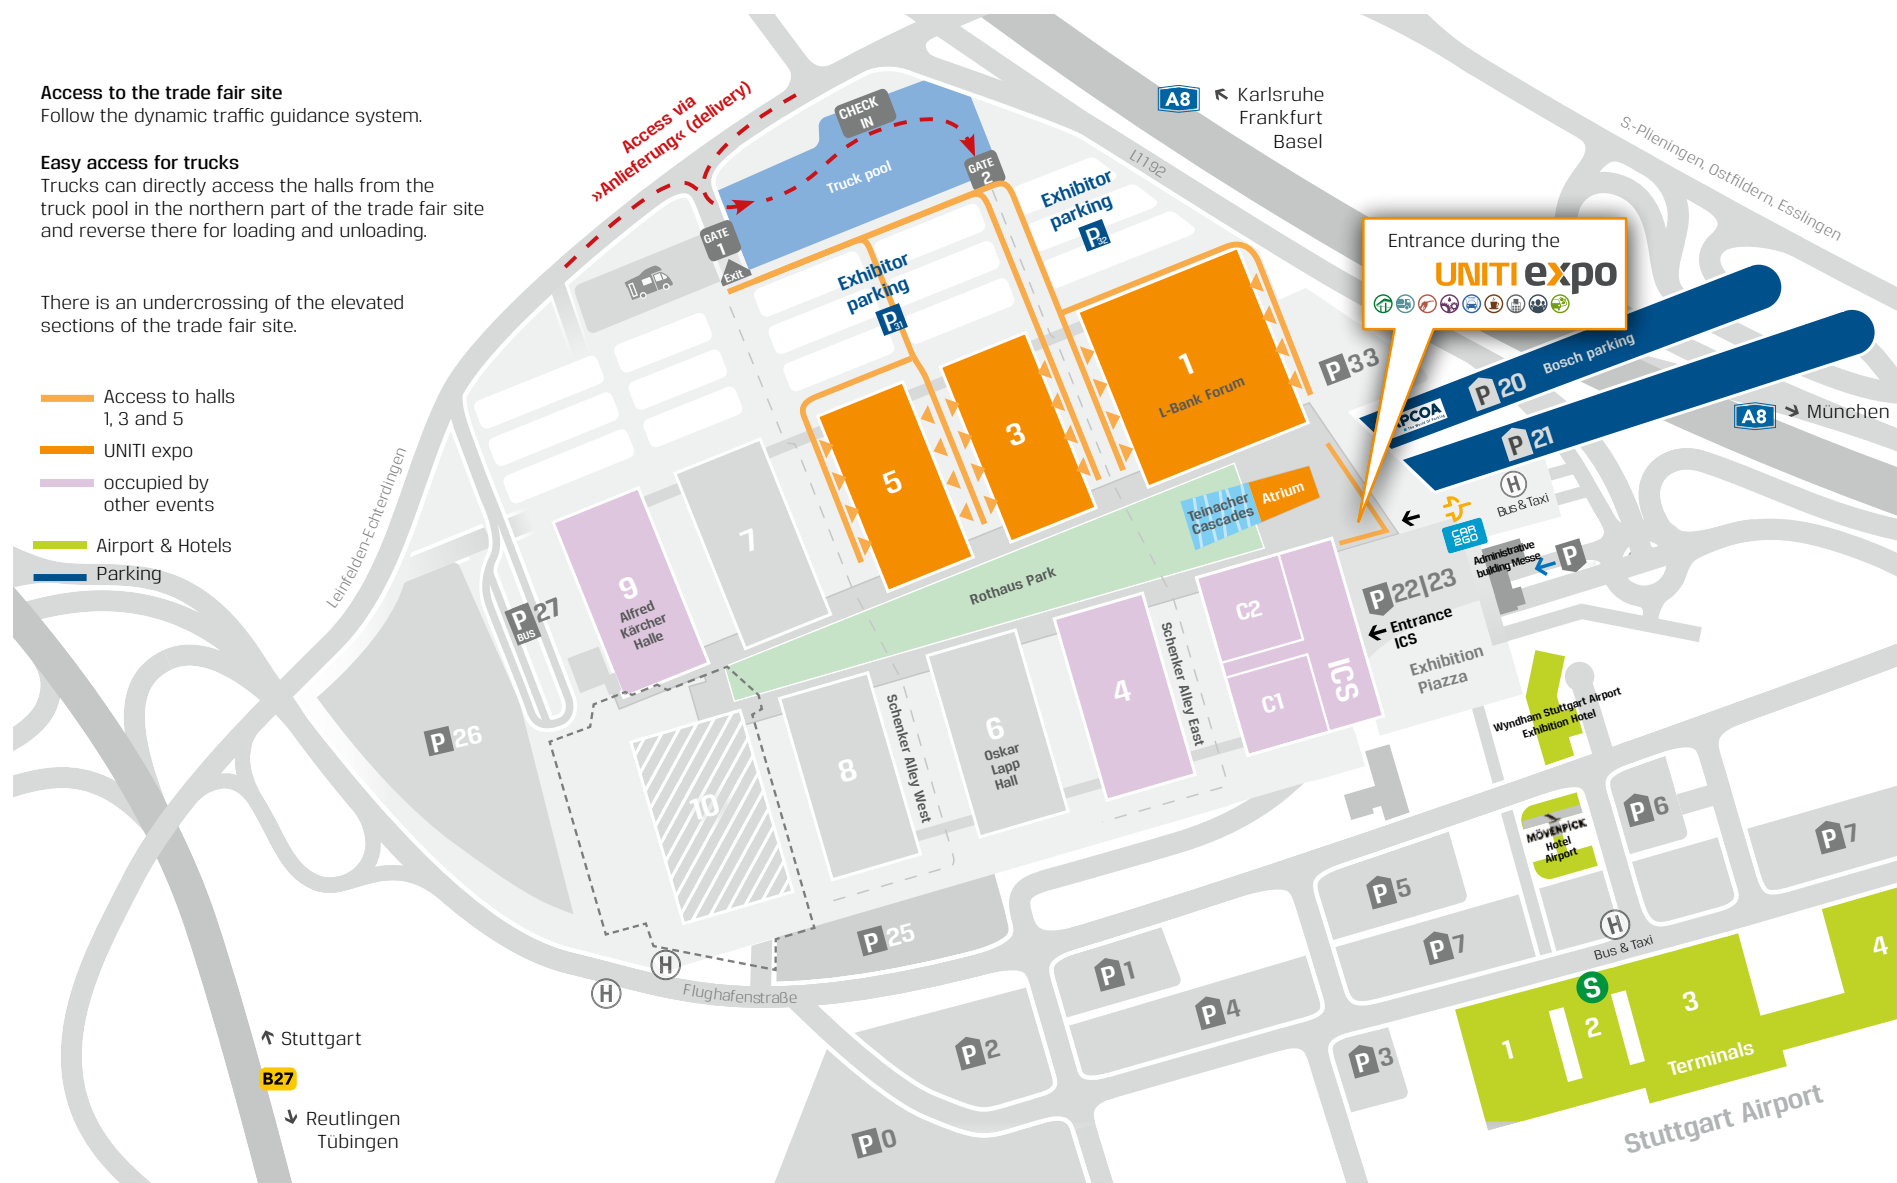 Access to the trade fair site
Follow the dynamic traffic guidance system.
Easy access for trucks
Trucks can directly access the halls from the
truck pool in the northern part of the trade fair site
and reverse there for loading and unloading.
There is an undercrossing of the elevated
sections of the trade fair site.
Access to halls
1, 3 and 5
UNITI expo
occupied by
other events
Airport & Hotels
Parking
Access via
»Anlieferung« (delivery)
CHECK
IN
Truck pool
GATE
1
Exit
GATE
2
Exhibitor
parking
P31
Exhibitor
parking
P32
L1192
A8
Karlsruhe
Frankfurt
Basel
S.-Plieningen, Ostfildern, Esslingen
Entrance during the
UNITI expo
P33
Bosch parking
P20
APCOA
P21
A8
München
H
Bus & Taxi
CAR
2GO
Administrative
building Messe
P
P22|23
Entrance
ICS
Exhibition
Piazza
1
L-Bank Forum
3
5
7
9
Alfred
Kärcher
Halle
Teinacher
Cascades
Atrium
Rothaus Park
C2
C1
ICS
4
Schenker Alley East
6
Oskar
Lapp
Hall
Schenker Alley West
8
10
Leinfelden-Echterdingen
P27
BUS
P26
P25
H
H
Flughafenstraße
Wyndham Stuttgart Airport
Exhibition Hotel
MÖVENPICK
Hotel
Airport
P6
P7
P5
P7
P1
P4
P2
P3
P0
H
Bus & Taxi
S
1
2
3
4
Terminals
Stuttgart Airport
Stuttgart
B27
Reutlingen
Tübingen